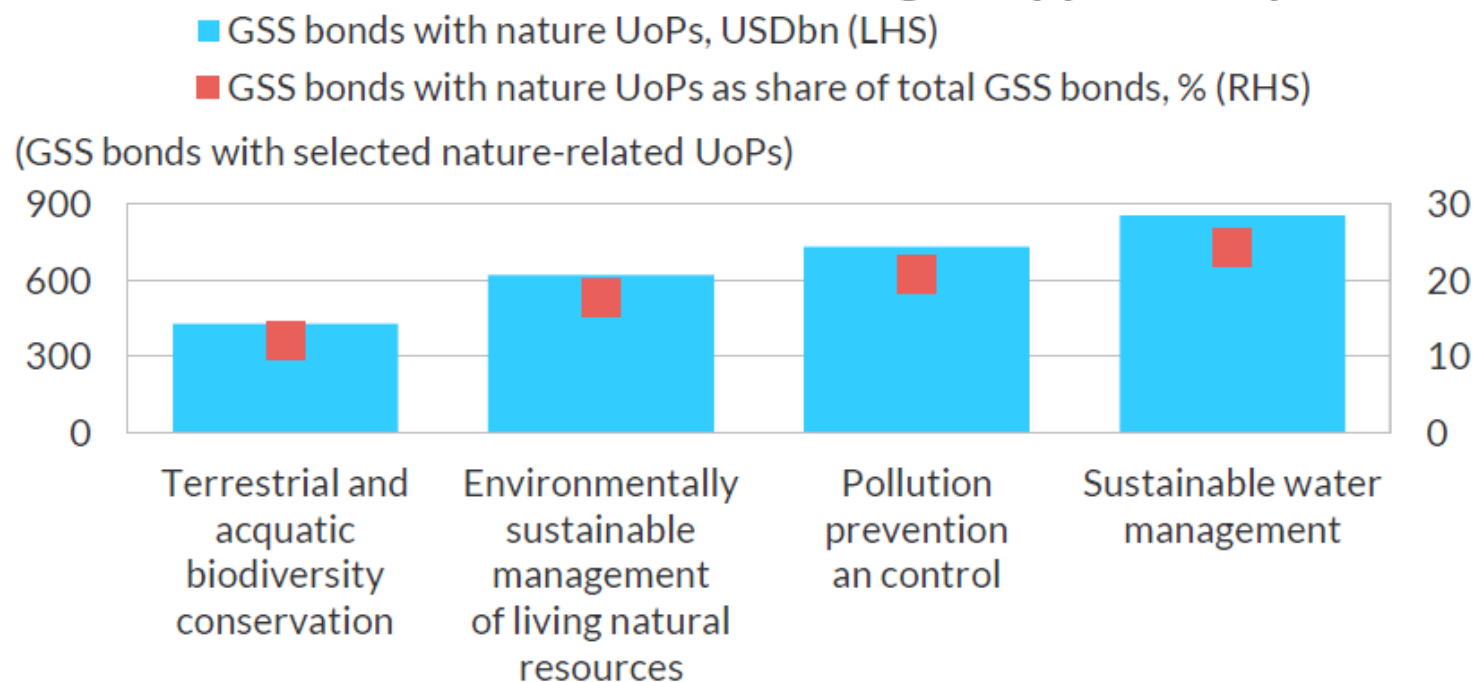 GSS bonds with nature UoPs, USDbn (LHS)
GSS bonds with nature UoPs as share of total GSS bonds, % (RHS)
(GSS bonds with selected nature-related UoPs)
900
600
300
0
30
20
10
0
Terrestrial and
acquatic
biodiversity
conservation
Environmentally
sustainable
management
of living natural
resources
Pollution
prevention
an control
Sustainable water
management